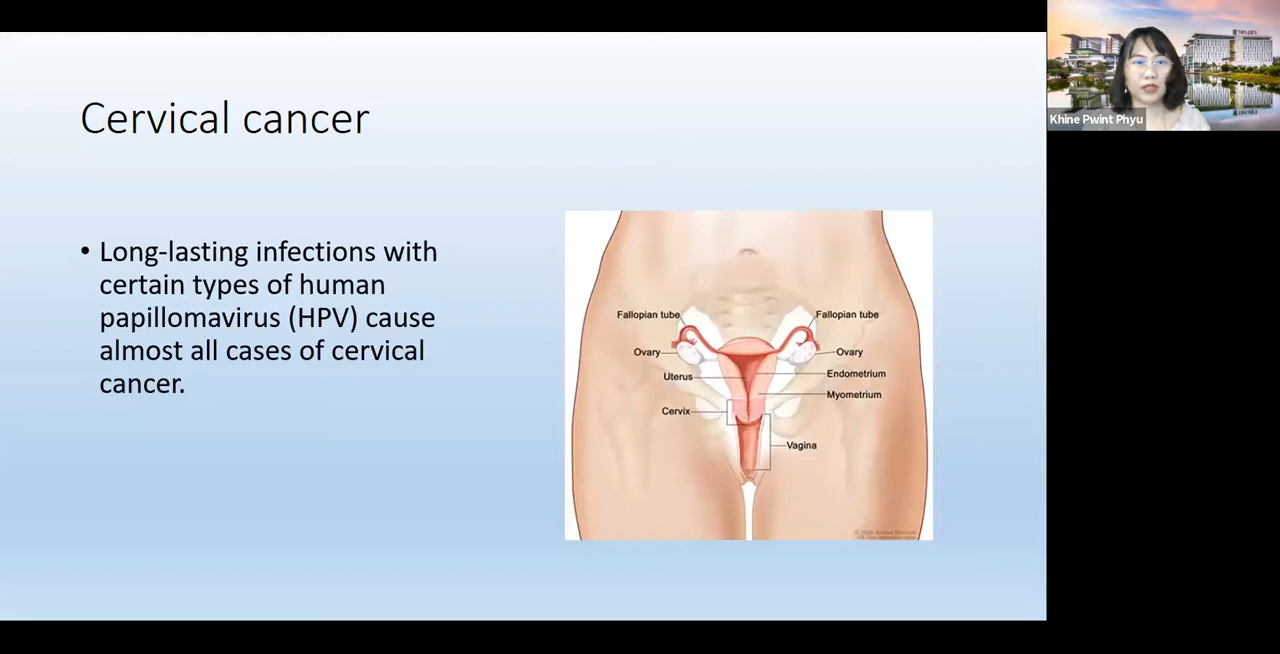 Cervical cancer
• Long-lasting infections with
certain types of human
papillomavirus (HPV) cause
almost all cases of cervical
cancer.
Fallopian tube
Fallopian tube
Ovary
Ovary
Uterus
Endometrium
Myometrium
Cervix
Vagina
Khine Pwint Phyu